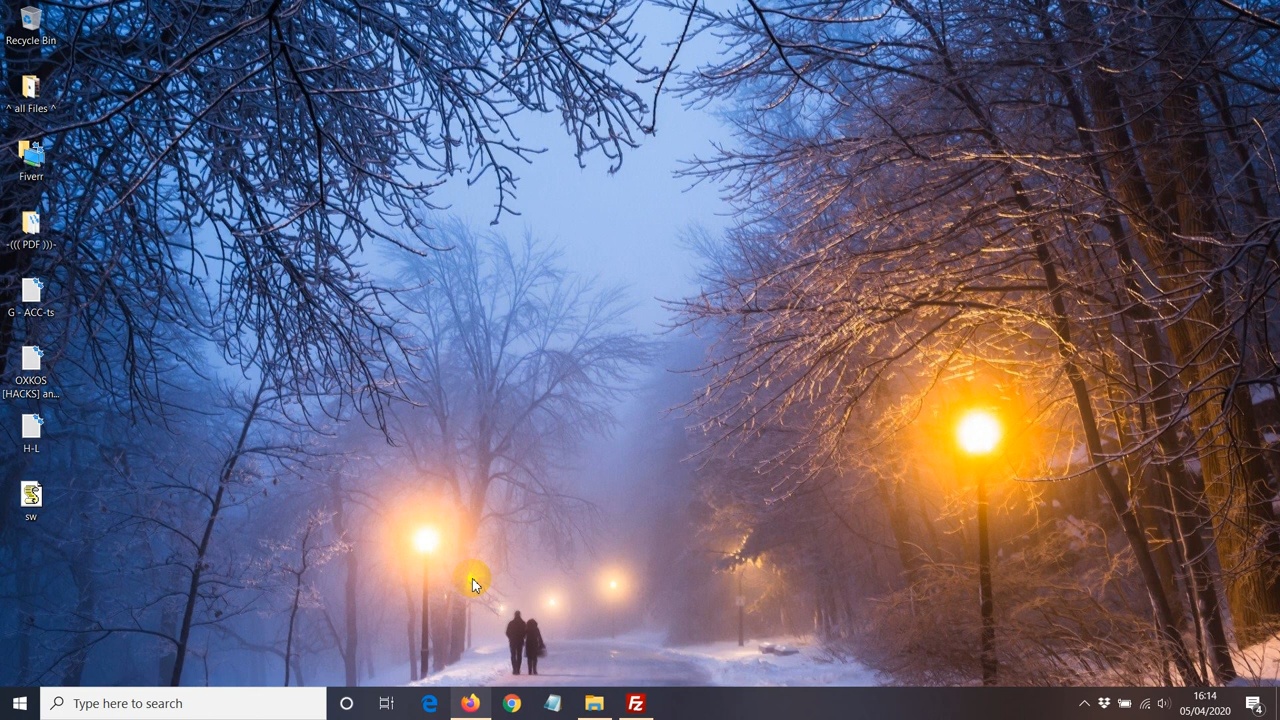 Recycle Bin
^ all Files ^
Fiverr
-((( PDF )))-
G - ACC-ts
OXKOS
[HACKS] an...
H-L
sw
Type here to search
16:14
05/04/2020
4